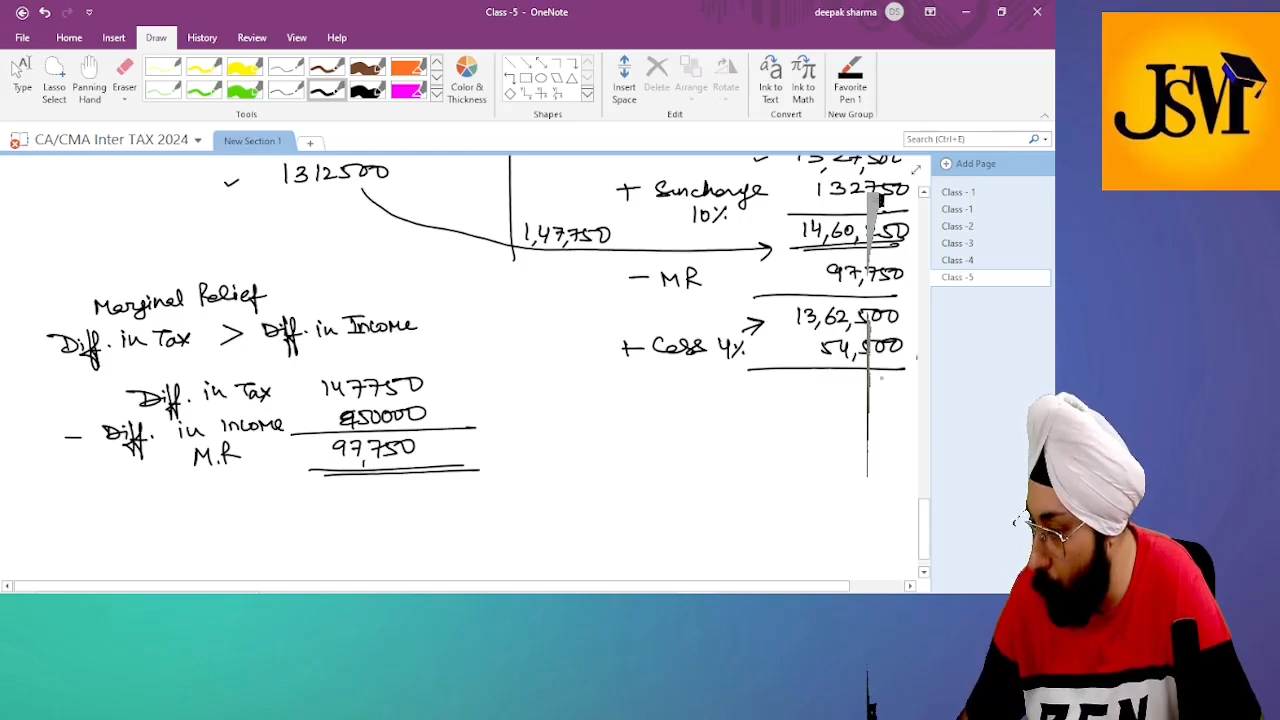 Class -5 - OneNote
deepak sharma
DS
File
Home
Insert
Draw
History
Review
View
Help
Type
Lasso Select
Panning Hand
Eraser
Color & Thickness
Insert Space
Delete
Arrange
Rotate
Ink to Text
Ink to Math
Favorite Pen 1
Tools
Shapes
Edit
Convert
New Group
CA/CMA Inter TAX 2024
New Section 1
Search (Ctrl+E)
Add Page
Class - 1
Class -1
Class -2
Class -3
Class -4
Class -5
JSM
1312500
13,27,500
+ Surcharge 132750
10%
1,47,750
14,60,250
- MR 97,750
13,62,500
+ Cess 4% 54,500
Marginal Relief
Diff. in Tax > Diff. in Income
Diff. in Tax 147750
- Diff. in income 50000
M.R 97,750